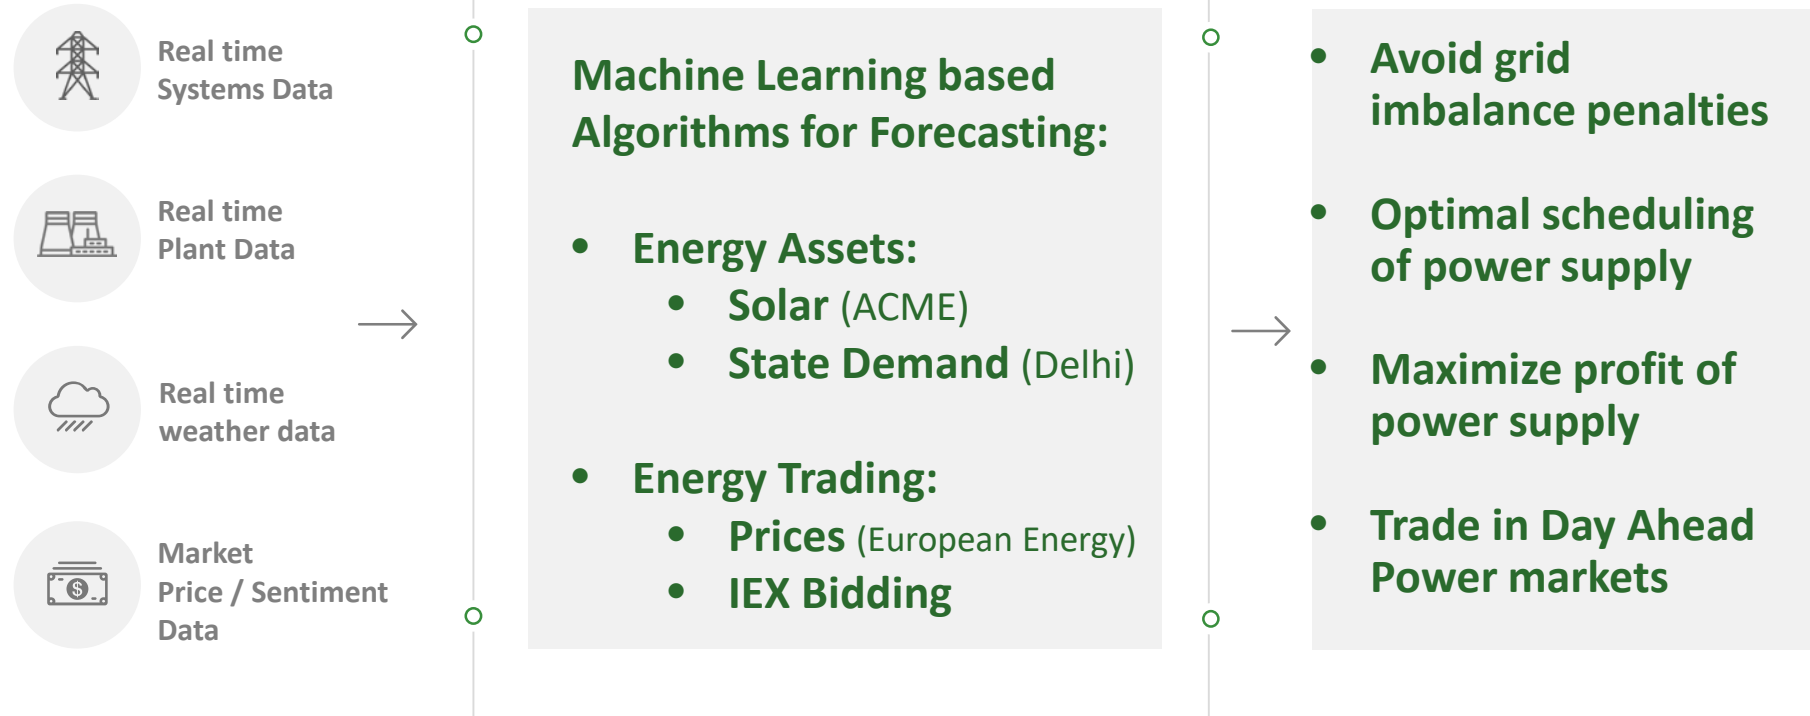 Real time
Systems Data
Real time
Plant Data
Real time
weather data
Market
Price / Sentiment
Data
Machine Learning based
Algorithms for Forecasting:
• Energy Assets:
• Solar (ACME)
• State Demand (Delhi)
• Energy Trading:
• Prices (European Energy)
• IEX Bidding
• Avoid grid
imbalance penalties
• Optimal scheduling
of power supply
• Maximize profit of
power supply
• Trade in Day Ahead
Power markets